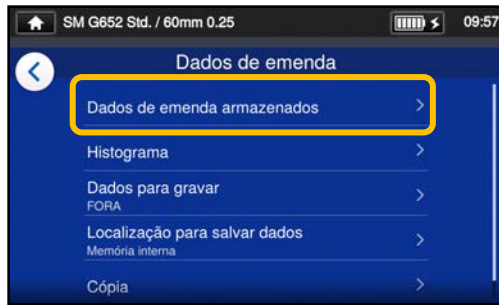 SM G652 Std. / 60mm 0.25 09:57
Dados de emenda
Dados de emenda armazenados
Histograma
Dados para gravar
FORA
Localização para salvar dados
Memória interna
Cópia